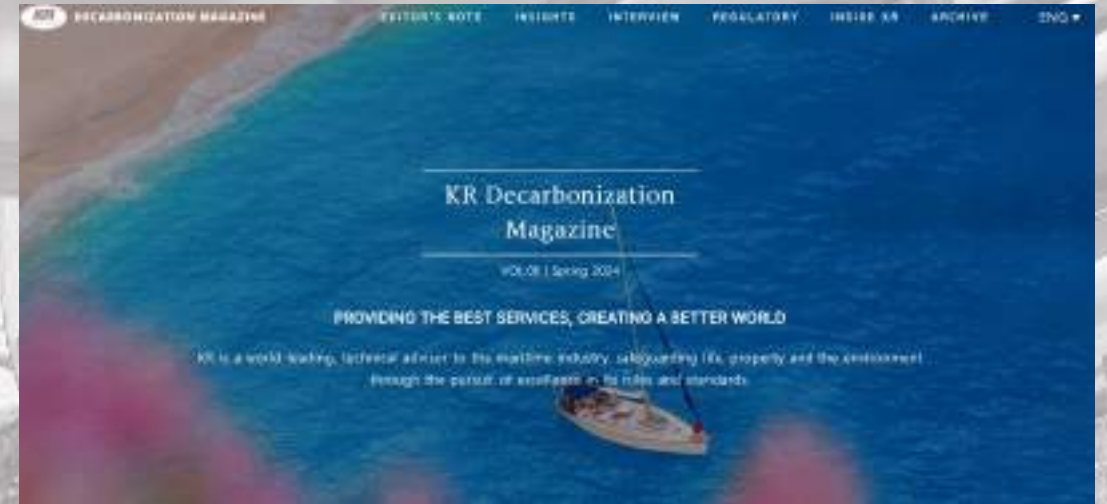 KR DECARBONIZATION MAGAZINE
EDITOR'S NOTE INSIGHTS INTERVIEW REGULATORY INSIDE KR ARCHIVE ENG
KR Decarbonization
Magazine
Spring 2024
PROVIDING THE BEST SERVICES, CREATING A BETTER WORLD
KR is a world-leading, technical adviser to the maritime industry, safeguarding life, property and the environment
through the pursuit of excellence in its rules and standards.